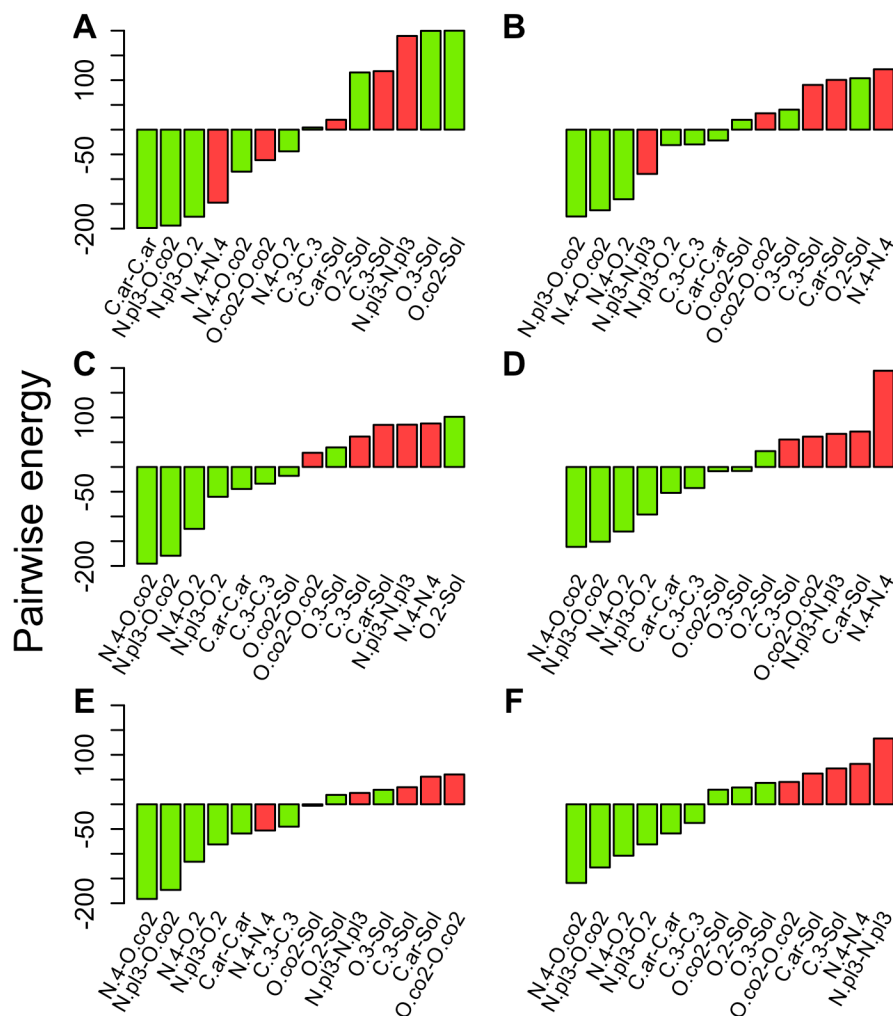 Pairwise energy
A
100
-50
-200
C.ar-C.ar
N.pl3-O.co2
N.pl3-O.2
N.4-N.4
N.4-O.co2
O.co2-O.co2
N.4-O.2
C.3-C.3
C.ar-Sol
O.2-Sol
C.3-Sol
N.pl3-N.pl3
O.3-Sol
O.co2-Sol
B
N.pl3-O.co2
N.4-O.co2
N.4-O.2
N.pl3-N.pl3
N.pl3-O.2
C.3-C.3
C.ar-C.ar
O.co2-Sol
O.co2-O.co2
O.3-Sol
C.3-Sol
C.ar-Sol
O.2-Sol
N.4-N.4
C
100
-50
-200
N.4-O.co2
N.pl3-O.co2
N.4-O.2
N.pl3-O.2
C.ar-C.ar
C.3-C.3
O.co2-Sol
O.co2-O.co2
O.3-Sol
C.3-Sol
C.ar-Sol
N.pl3-N.pl3
N.4-N.4
O.2-Sol
D
N.4-O.co2
N.pl3-O.co2
N.4-O.2
N.pl3-O.2
C.ar-C.ar
C.3-C.3
O.co2-Sol
O.3-Sol
O.2-Sol
C.3-Sol
O.co2-O.co2
N.pl3-N.pl3
C.ar-Sol
N.4-N.4
E
100
-50
-200
N.4-O.co2
N.pl3-O.co2
N.4-O.2
N.pl3-O.2
C.ar-C.ar
N.4-N.4
C.3-C.3
O.co2-Sol
O.2-Sol
N.pl3-N.pl3
O.3-Sol
C.3-Sol
C.ar-Sol
O.co2-O.co2
F
N.4-O.co2
N.pl3-O.co2
N.4-O.2
N.pl3-O.2
C.ar-C.ar
C.3-C.3
O.co2-Sol
O.2-Sol
O.3-Sol
O.co2-O.co2
C.ar-Sol
C.3-Sol
N.4-N.4
N.pl3-N.pl3